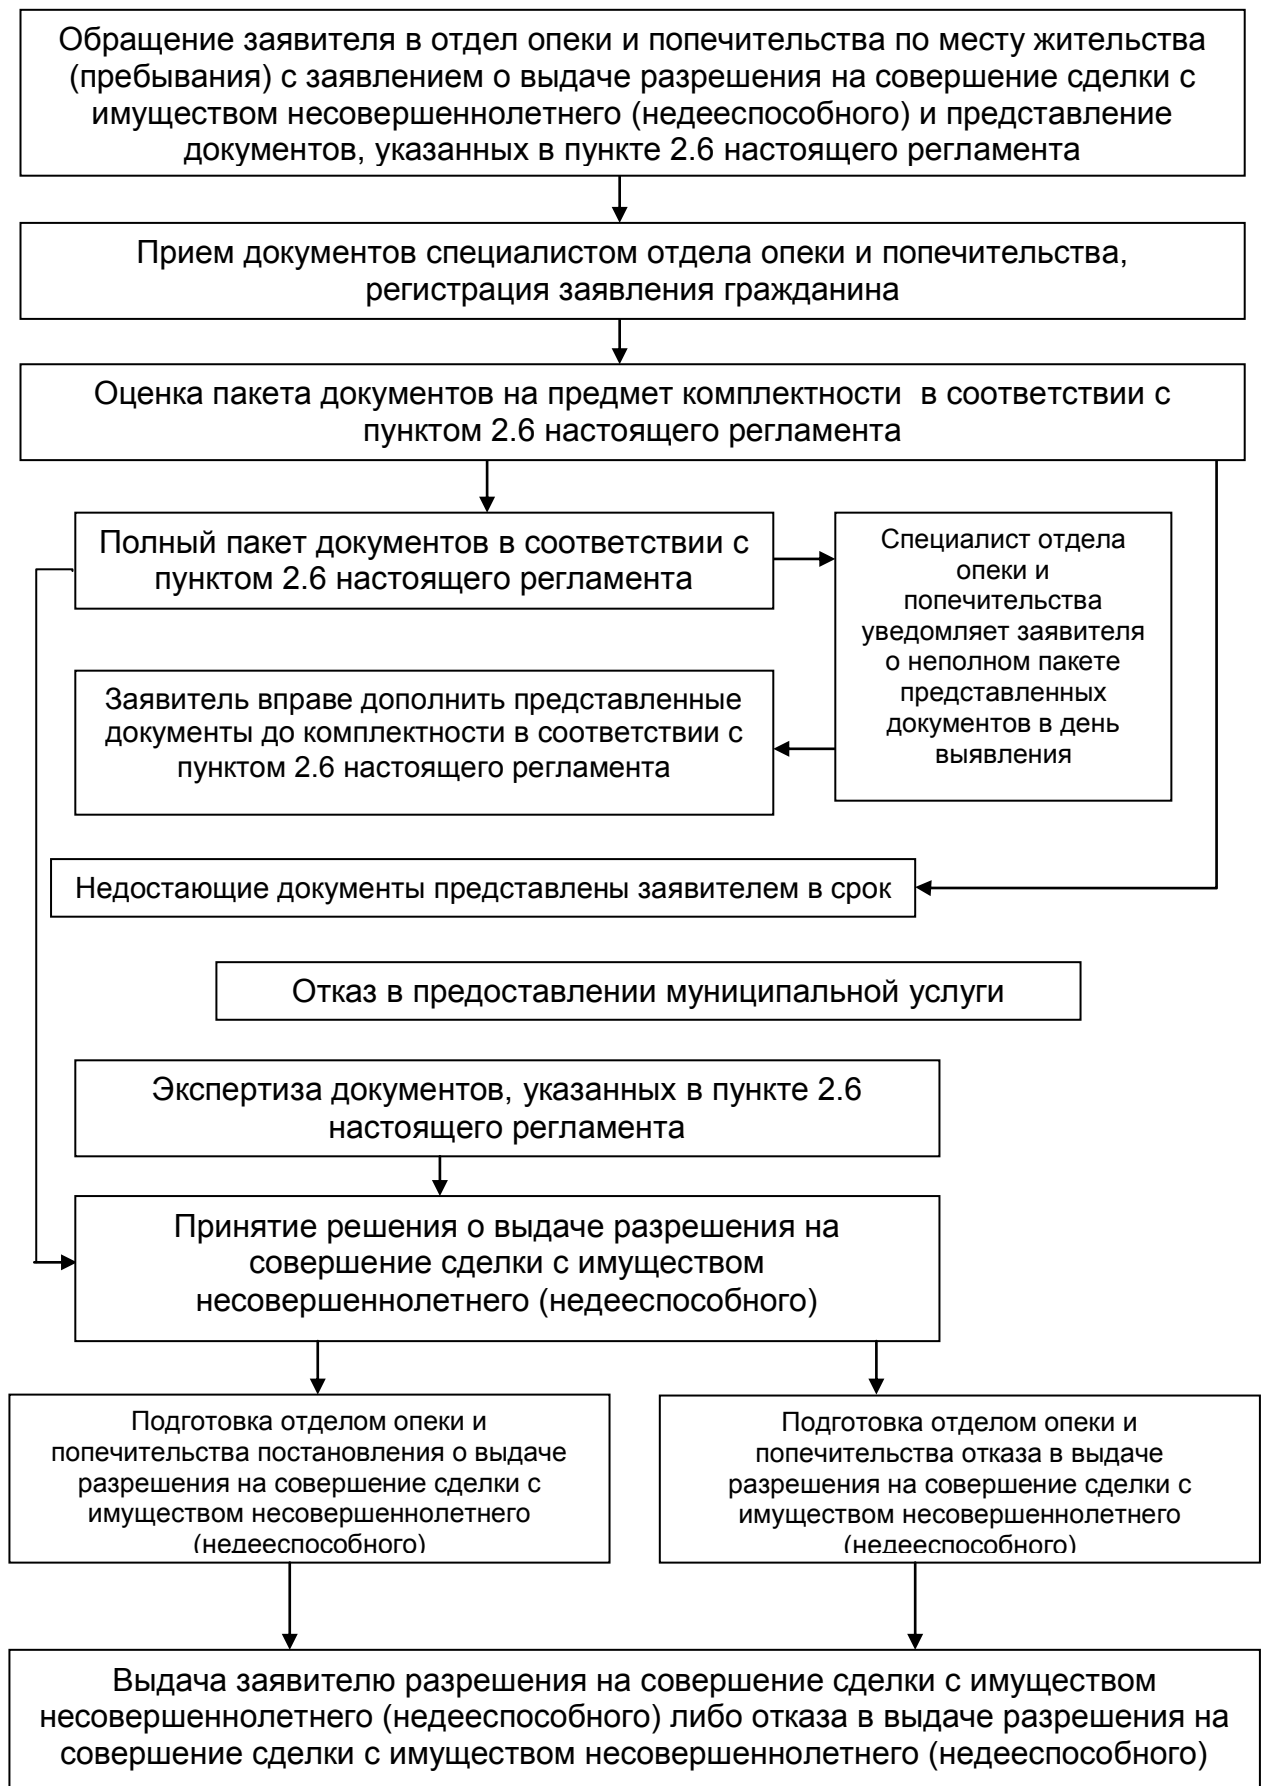 Обращение заявителя в отдел опеки и попечительства по месту жительства
(пребывания) с заявлением о выдаче разрешения на совершение сделки с
имуществом несовершеннолетнего (недееспособного) и представление
документов, указанных в пункте 2.6 настоящего регламента
Прием документов специалистом отдела опеки и попечительства,
регистрация заявления гражданина
Оценка пакета документов на предмет комплектности в соответствии с
пунктом 2.6 настоящего регламента
Полный пакет документов в соответствии с
пунктом 2.6 настоящего регламента
Специалист отдела
опеки и
попечительства
уведомляет заявителя
о неполном пакете
представленных
документов в день
выявления
Заявитель вправе дополнить представленные
документы до комплектности в соответствии с
пунктом 2.6 настоящего регламента
Недостающие документы представлены заявителем в срок
Отказ в предоставлении муниципальной услуги
Экспертиза документов, указанных в пункте 2.6
настоящего регламента
Принятие решения о выдаче разрешения на
совершение сделки с имуществом
несовершеннолетнего (недееспособного)
Подготовка отделом опеки и
попечительства постановления о выдаче
разрешения на совершение сделки с
имуществом несовершеннолетнего
(недееспособного)
Подготовка отделом опеки и
попечительства отказа в выдаче
разрешения на совершение сделки с
имуществом несовершеннолетнего
(недееспособного)
Выдача заявителю разрешения на совершение сделки с имуществом
несовершеннолетнего (недееспособного) либо отказа в выдаче разрешения на
совершение сделки с имуществом несовершеннолетнего (недееспособного)